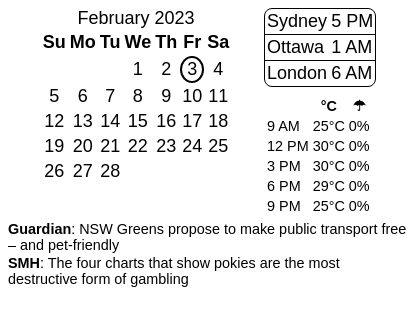 February 2023
Su Mo Tu We Th Fr Sa
1 2 3 4
5 6 7 8 9 10 11
12 13 14 15 16 17 18
19 20 21 22 23 24 25
26 27 28
Sydney 5 PM
Ottawa 1 AM
London 6 AM
°C ☂
9 AM 25°C 0%
12 PM 30°C 0%
3 PM 30°C 0%
6 PM 29°C 0%
9 PM 25°C 0%
Guardian: NSW Greens propose to make public transport free
– and pet-friendly
SMH: The four charts that show pokies are the most
destructive form of gambling